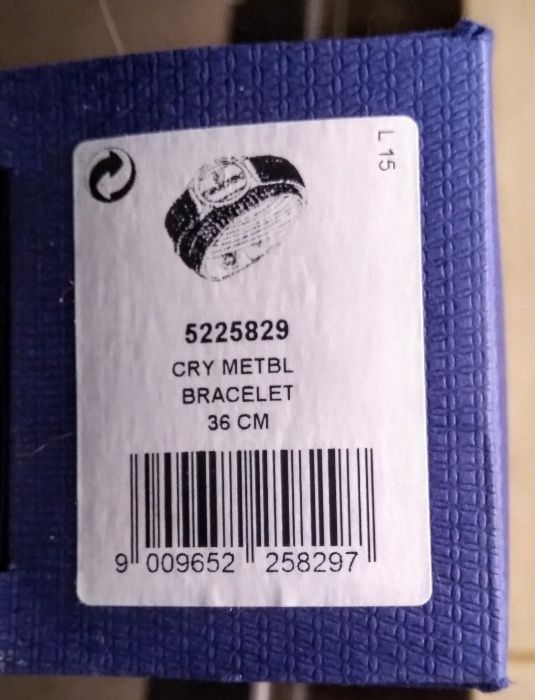 L 15
5225829
CRY METBL
BRACELET
36 CM
9 009652 258297